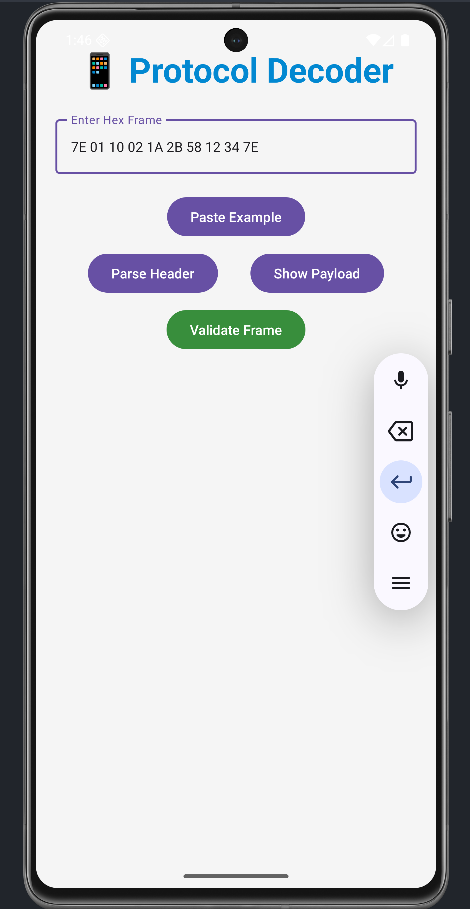 1:46
Protocol Decoder
Enter Hex Frame
7E 01 10 02 1A 2B 58 12 34 7E
Paste Example
Parse Header Show Payload
Validate Frame